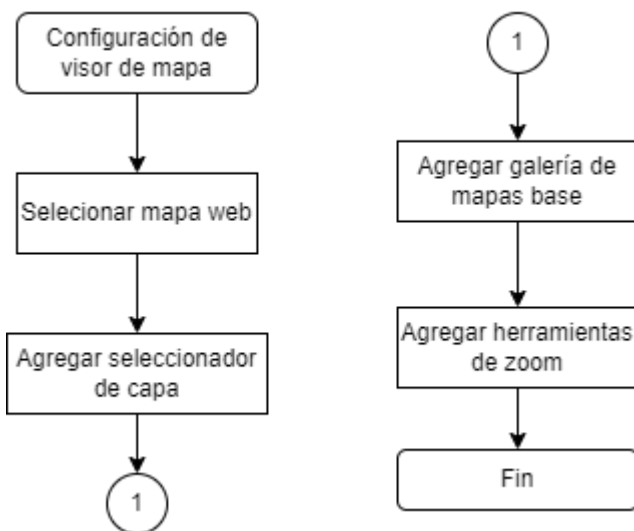 Configuración de
visor de mapa
Selecionar mapa web
Agregar seleccionador
de capa
1
1
Agregar galería de
mapas base
Agregar herramientas
de zoom
Fin